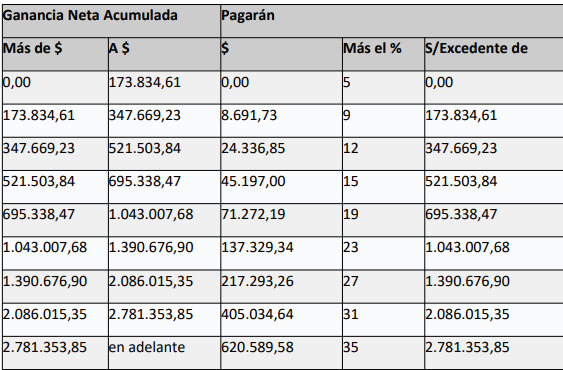 Ganancia Neta Acumulada Pagarán
Más de $ A $ $ Más el % S/Excedente de
0,00 173.834,61 0,00 5 0,00
173.834,61 347.669,23 8.691,73 9 173.834,61
347.669,23 521.503,84 24.336,85 12 347.669,23
521.503,84 695.338,47 45.197,00 15 521.503,84
695.338,47 1.043.007,68 71.272,19 19 695.338,47
1.043.007,68 1.390.676,90 137.329,34 23 1.043.007,68
1.390.676,90 2.086.015,35 217.293,26 27 1.390.676,90
2.086.015,35 2.781.353,85 405.034,64 31 2.086.015,35
2.781.353,85 en adelante 620.589,58 35 2.781.353,85